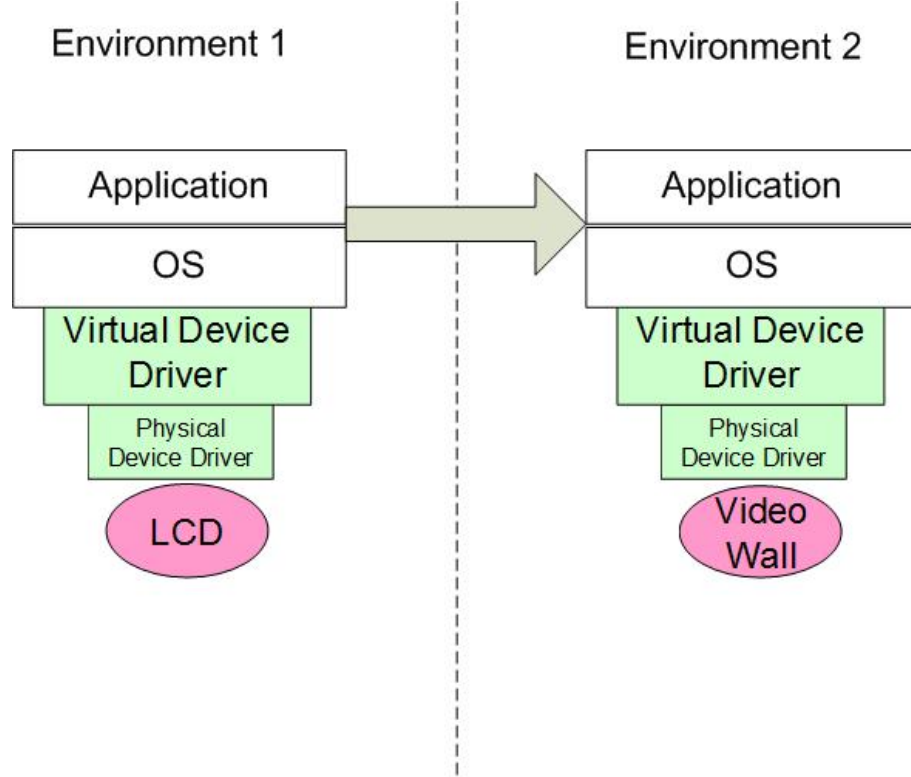 Environment 1
Application
OS
Virtual Device
Driver
Physical
Device Driver
LCD
Environment 2
Application
OS
Virtual Device
Driver
Physical
Device Driver
Video
Wall